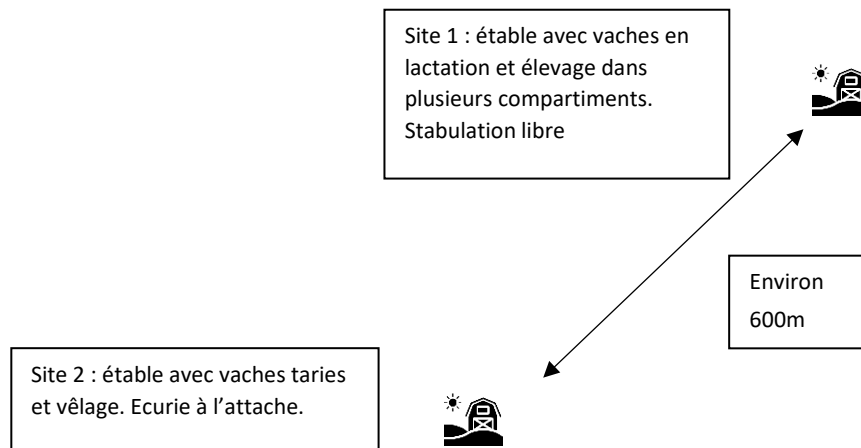 Site 1 : étable avec vaches en
lactation et élevage dans
plusieurs compartiments.
Stabulation libre
Environ
600m
Site 2 : étable avec vaches taries
et vêlage. Ecurie à l’attache.